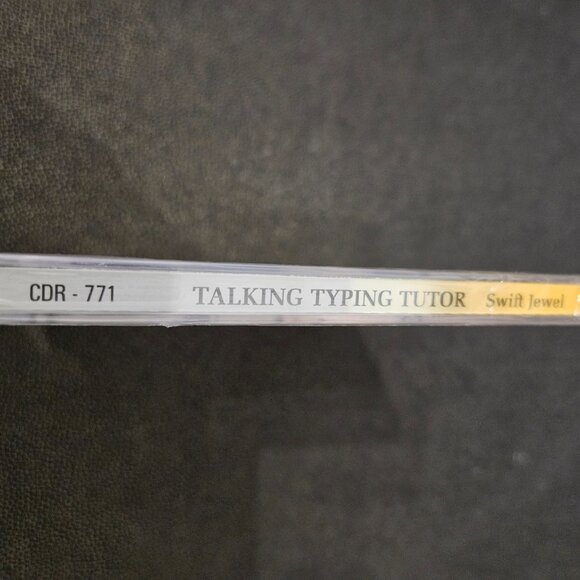 CDR - 771 TALKING TYPING TUTOR Swift Jewel